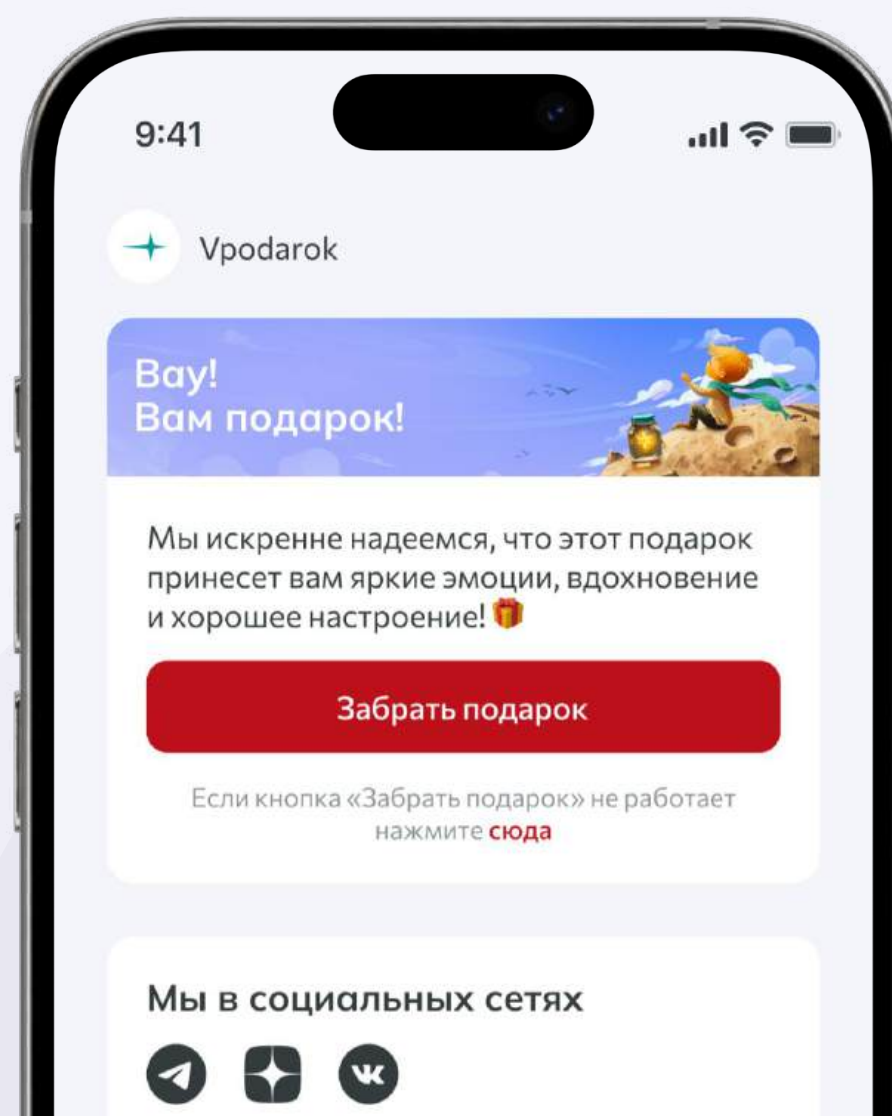 9:41
Vpodarok
Вау!
Вам подарок!
Мы искренне надеемся, что этот подарок
принесет вам яркие эмоции, вдохновение
и хорошее настроение! 🎁
Забрать подарок
Если кнопка «Забрать подарок» не работает
нажмите сюда
Мы в социальных сетях